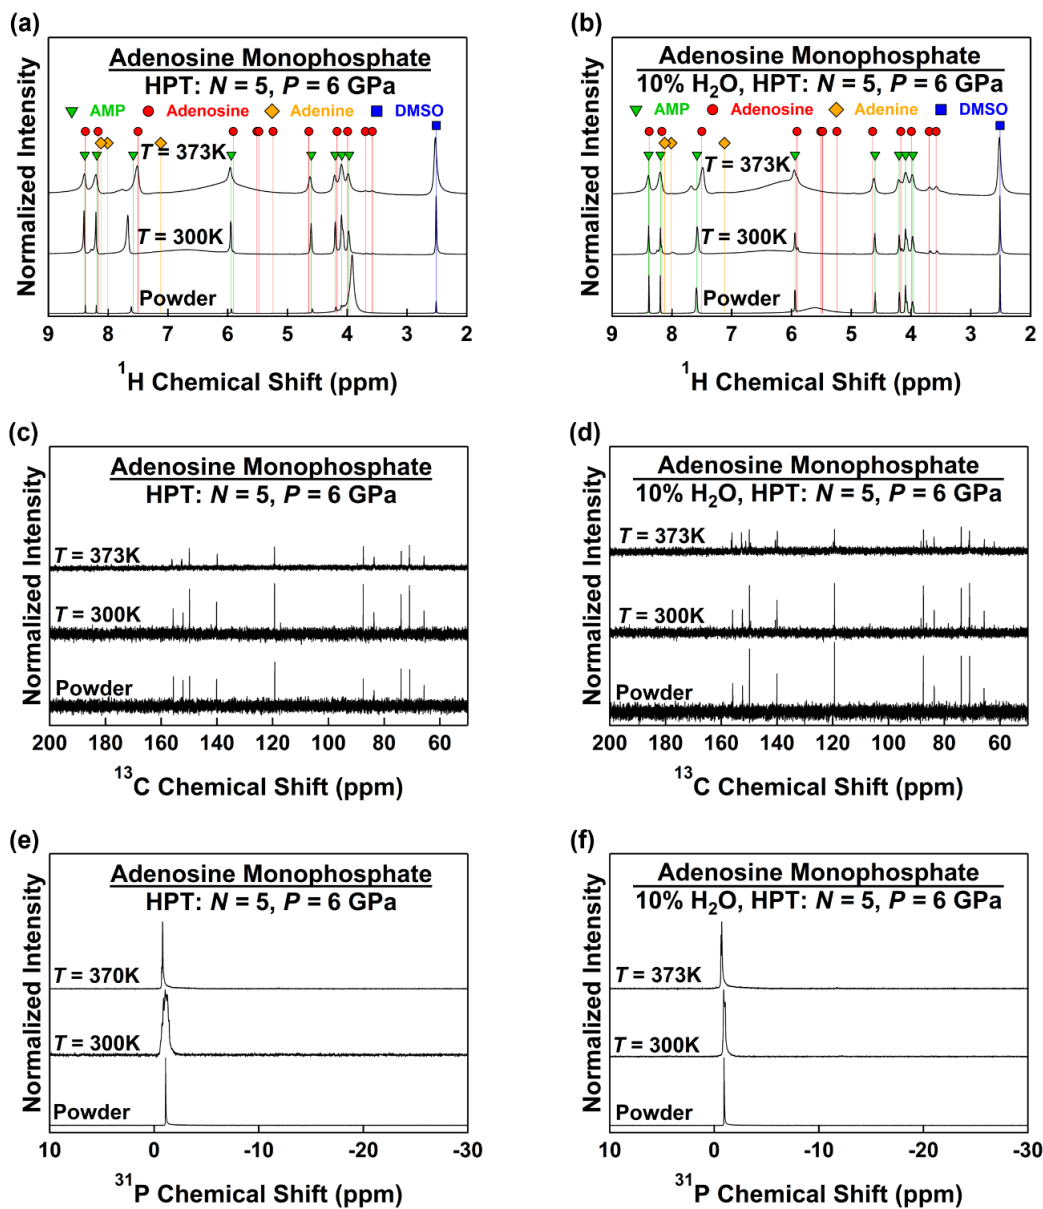 (a)
Adenosine Monophosphate
HPT: N = 5, P = 6 GPa
AMP Adenosine Adenine DMSO
T = 373K
T = 300K
Powder
9 8 7 6 5 4 3 2
¹H Chemical Shift (ppm)
Normalized Intensity
(b)
Adenosine Monophosphate
10% H₂O, HPT: N = 5, P = 6 GPa
AMP Adenosine Adenine DMSO
T = 373K
T = 300K
Powder
9 8 7 6 5 4 3 2
¹H Chemical Shift (ppm)
Normalized Intensity
(c)
Adenosine Monophosphate
HPT: N = 5, P = 6 GPa
T = 373K
T = 300K
Powder
200 180 160 140 120 100 80 60
¹³C Chemical Shift (ppm)
Normalized Intensity
(d)
Adenosine Monophosphate
10% H₂O, HPT: N = 5, P = 6 GPa
T = 373K
T = 300K
Powder
200 180 160 140 120 100 80 60
¹³C Chemical Shift (ppm)
Normalized Intensity
(e)
Adenosine Monophosphate
HPT: N = 5, P = 6 GPa
T = 370K
T = 300K
Powder
10 0 -10 -20 -30
³¹P Chemical Shift (ppm)
Normalized Intensity
(f)
Adenosine Monophosphate
10% H₂O, HPT: N = 5, P = 6 GPa
T = 373K
T = 300K
Powder
10 0 -10 -20 -30
³¹P Chemical Shift (ppm)
Normalized Intensity